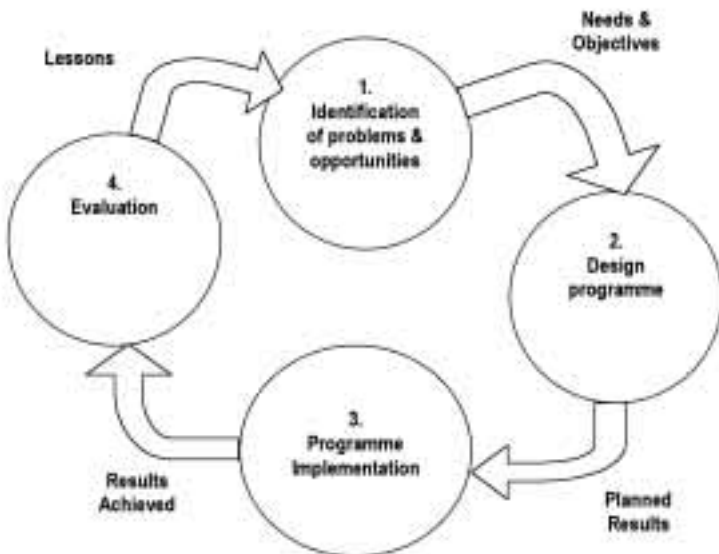 Lessons
Needs &
Objectives
1.
Identification
of problems &
opportunities
4.
Evaluation
2.
Design
programme
3.
Programme
Implementation
Results
Achieved
Planned
Results